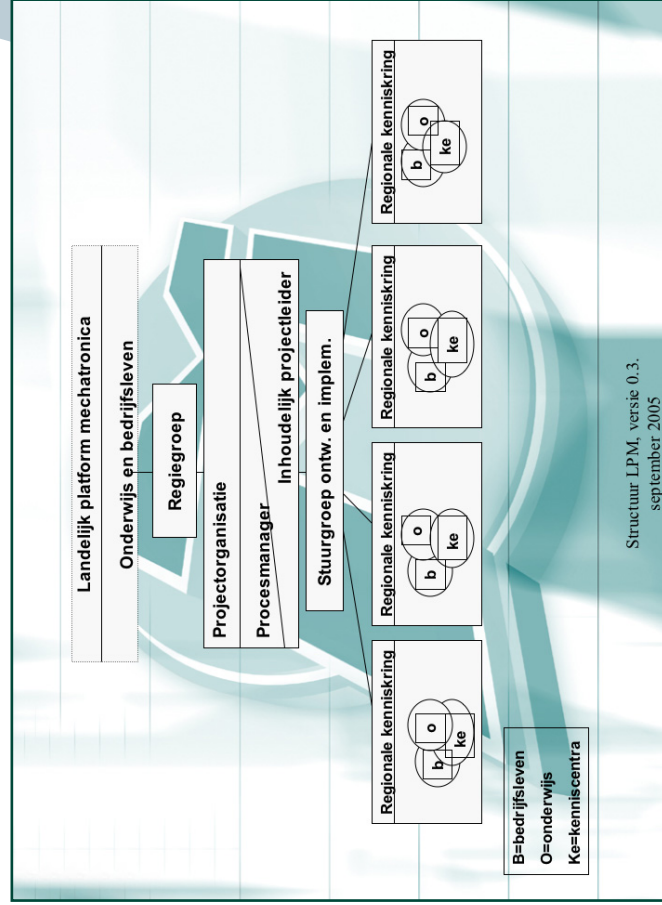 Landelijk platform mechatronica
Onderwijs en bedrijfsleven
Regiegroep
Projectorganisatie
Procesmanager
Inhoudelijk projectleider
Stuurgroep ontw. en implem.
Regionale kenniskring
b
o
ke
Regionale kenniskring
b
o
ke
Regionale kenniskring
b
o
ke
Regionale kenniskring
b
o
ke
B=bedrijfsleven
O=onderwijs
Ke=kenniscentra
Structuur LPM, versie 0.3.
september 2005